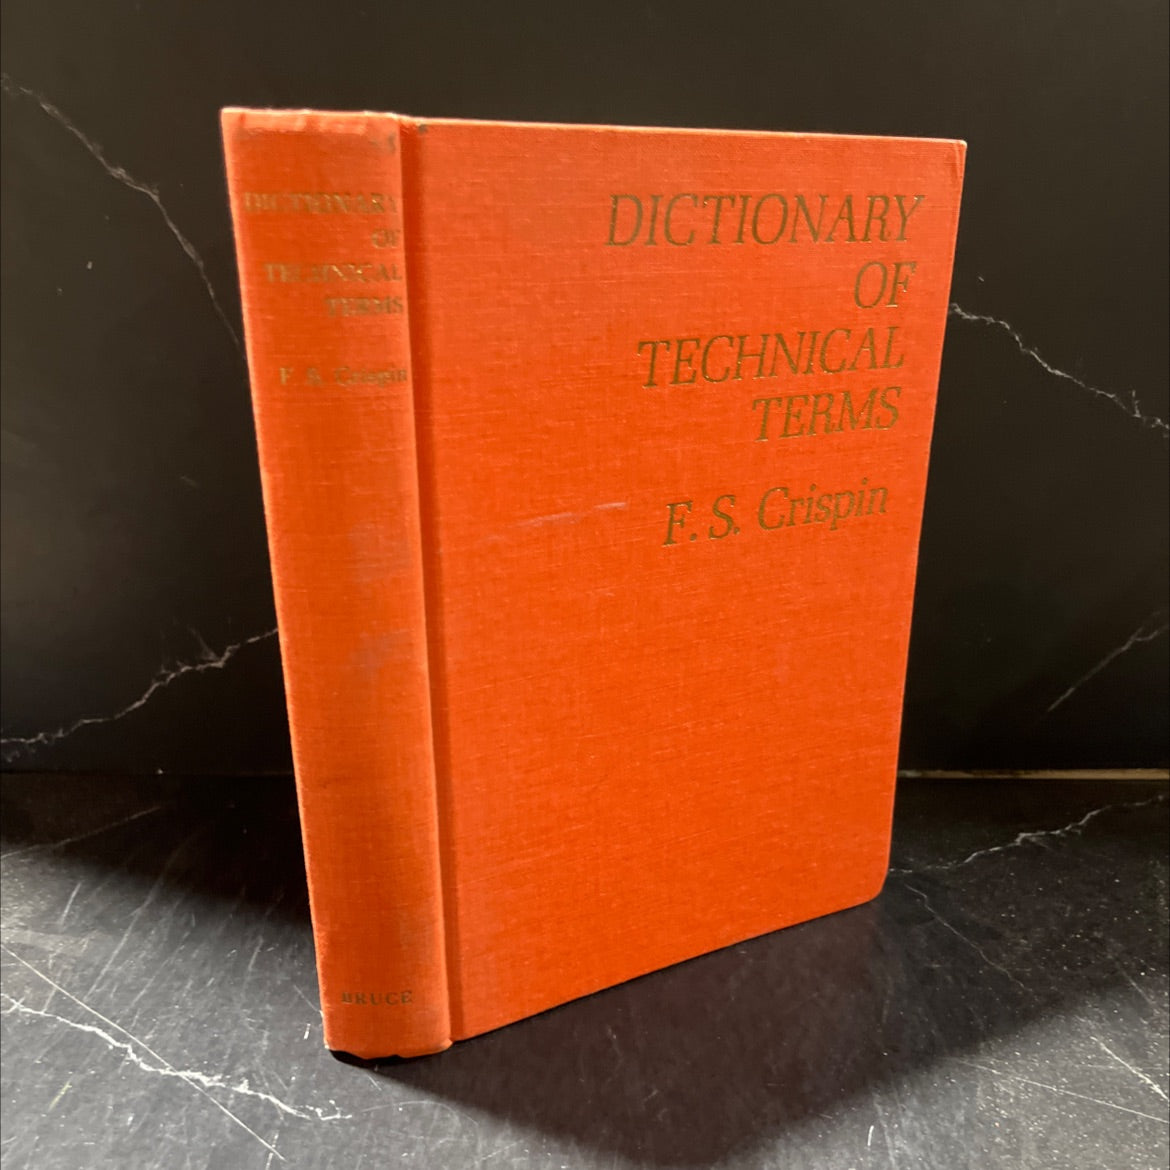 DICTIONARY
OF
TECHNICAL
TERMS
F. S. Crispin
BRUCE
DICTIONARY
OF
TECHNICAL
TERMS
F. S. Crispin